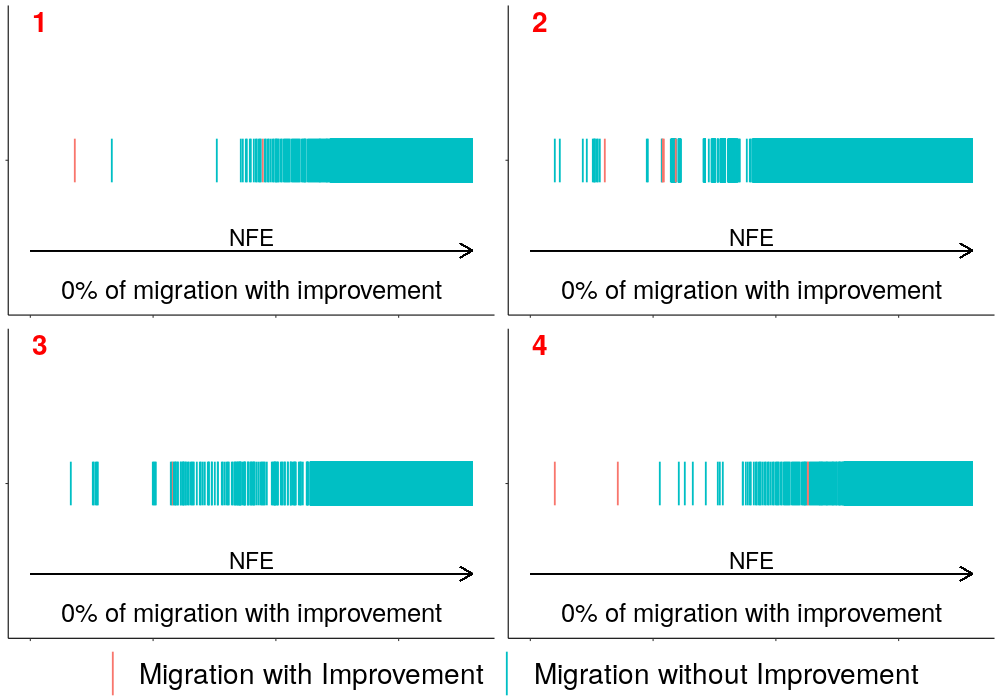 1
NFE
0% of migration with improvement
2
NFE
0% of migration with improvement
3
NFE
0% of migration with improvement
4
NFE
0% of migration with improvement
Migration with Improvement
Migration without Improvement